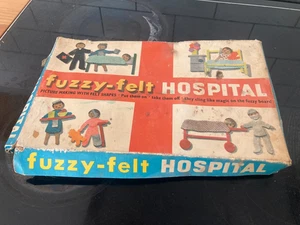 fuzzy-felt HOSPITAL
PICTURE MAKING WITH FELT SHAPES - Put them on - take them off - they cling like magic to the fuzzy board
fuzzy-felt HOSPITAL